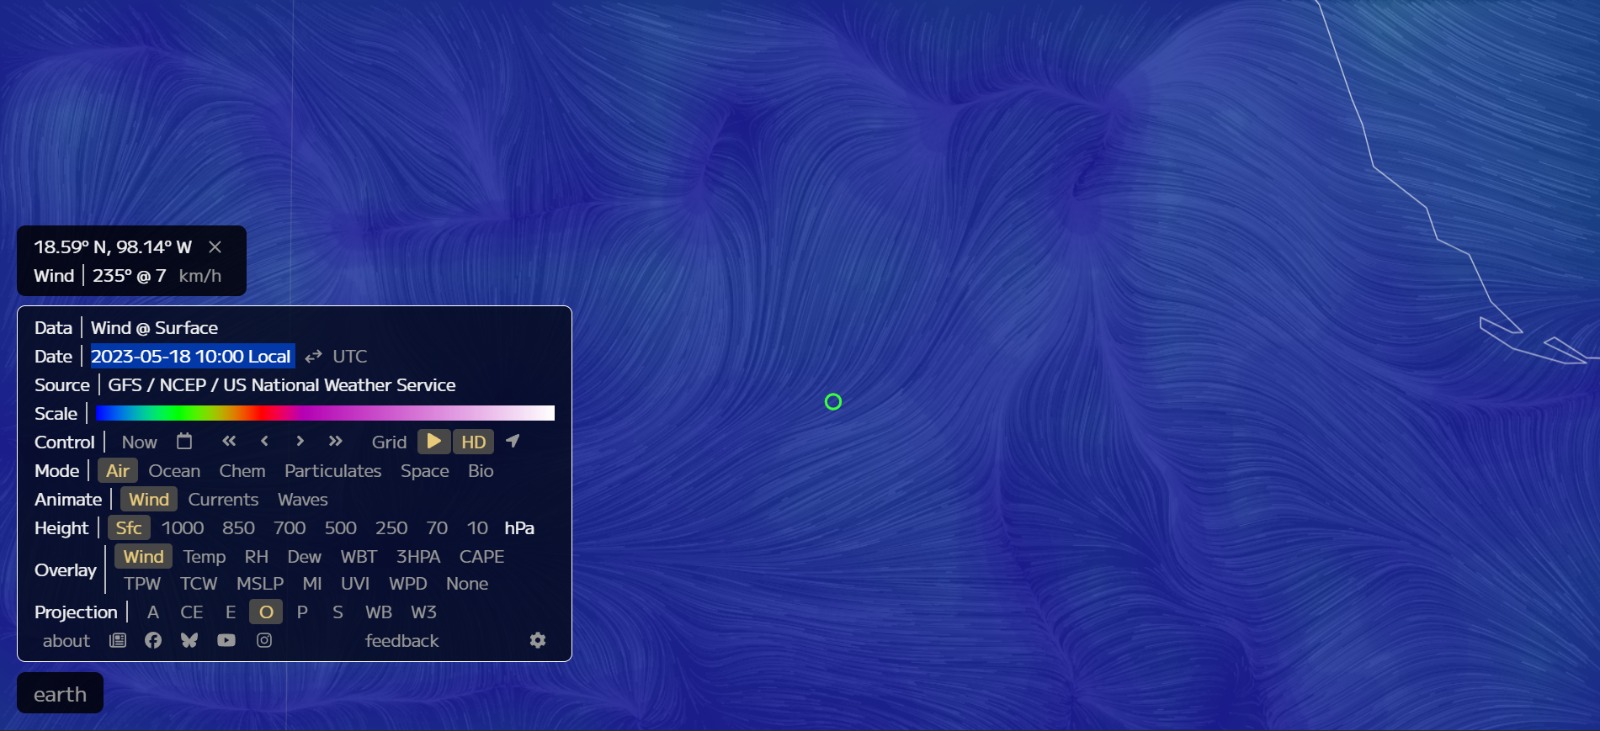 18.59° N, 98.14° W ×
Wind | 235° @ 7 km/h
Data | Wind @ Surface
Date | 2023-05-18 10:00 Local ⇄ UTC
Source | GFS / NCEP / US National Weather Service
Scale |
Control | Now « ‹ › » Grid HD
Mode | Air Ocean Chem Particulates Space Bio
Animate | Wind Currents Waves
Height | Sfc 1000 850 700 500 250 70 10 hPa
Overlay | Wind Temp RH Dew WBT 3HPA CAPE
TPW TCW MSLP MI UVI WPD None
Projection | A CE E O P S WB W3
about feedback
earth